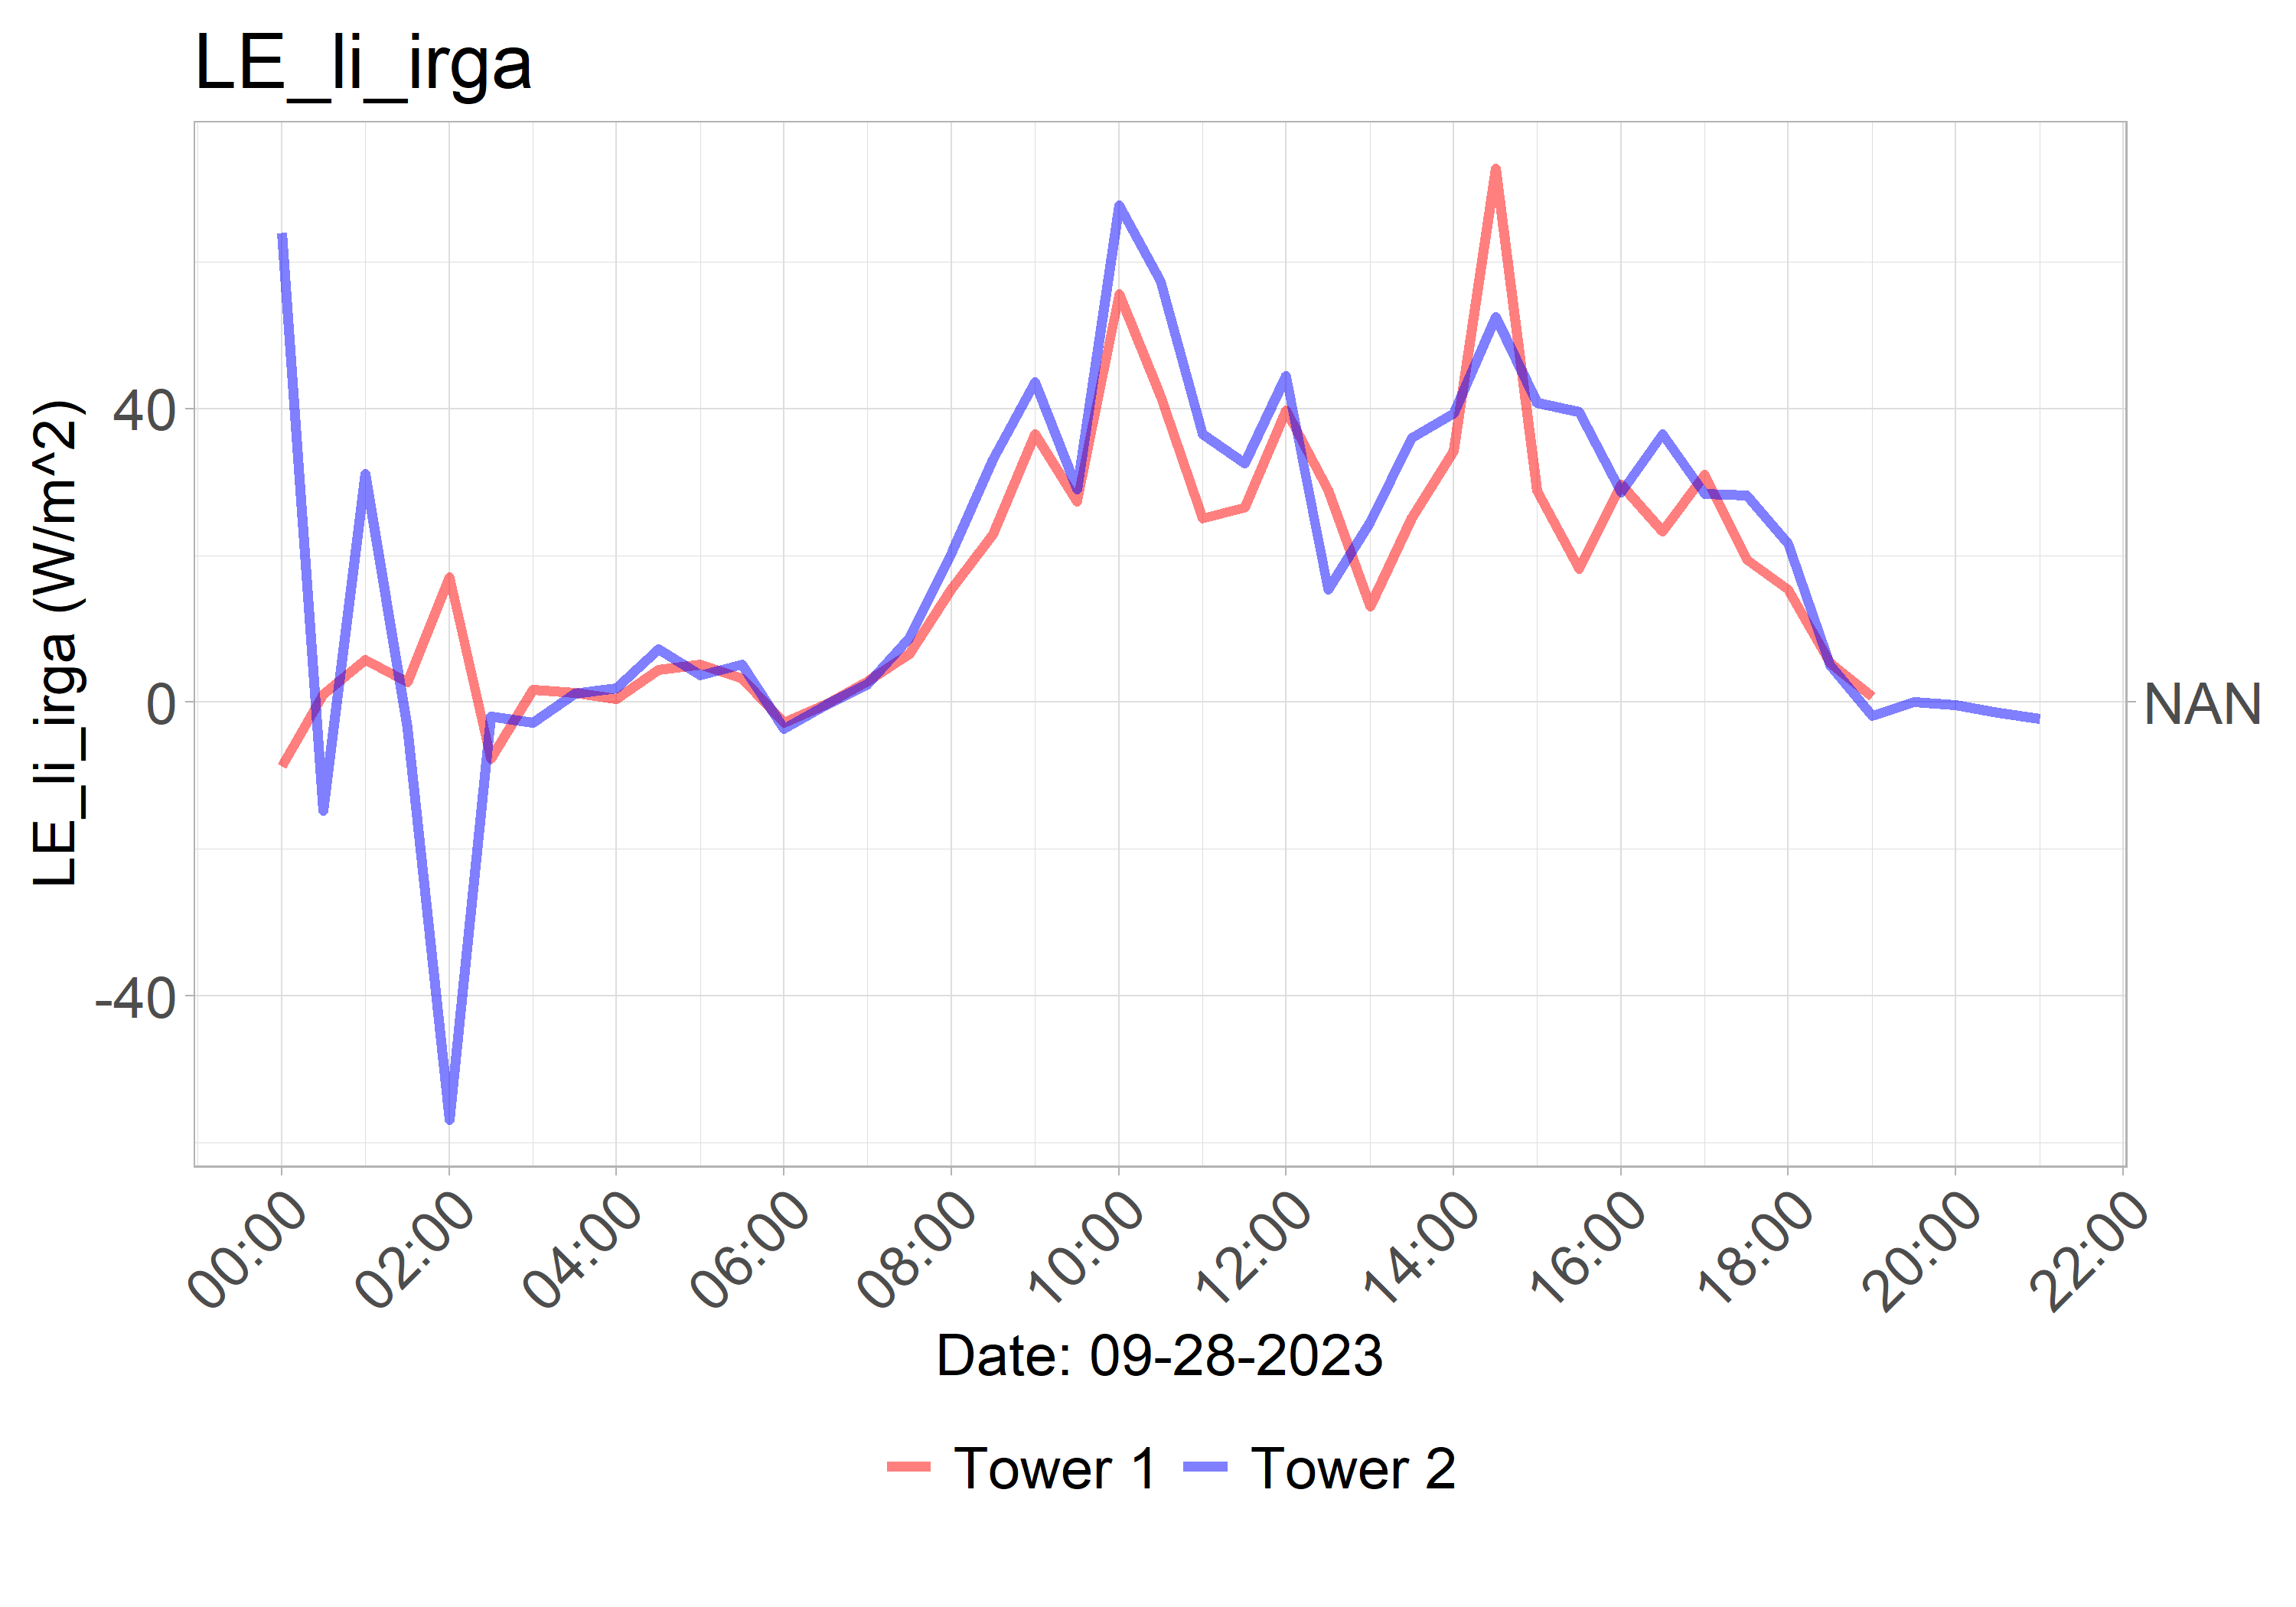 LE_li_irga
LE_li_irga (W/m^2)
40
0
-40
NAN
00:00 02:00 04:00 06:00 08:00 10:00 12:00 14:00 16:00 18:00 20:00 22:00
Date: 09-28-2023
Tower 1 Tower 2